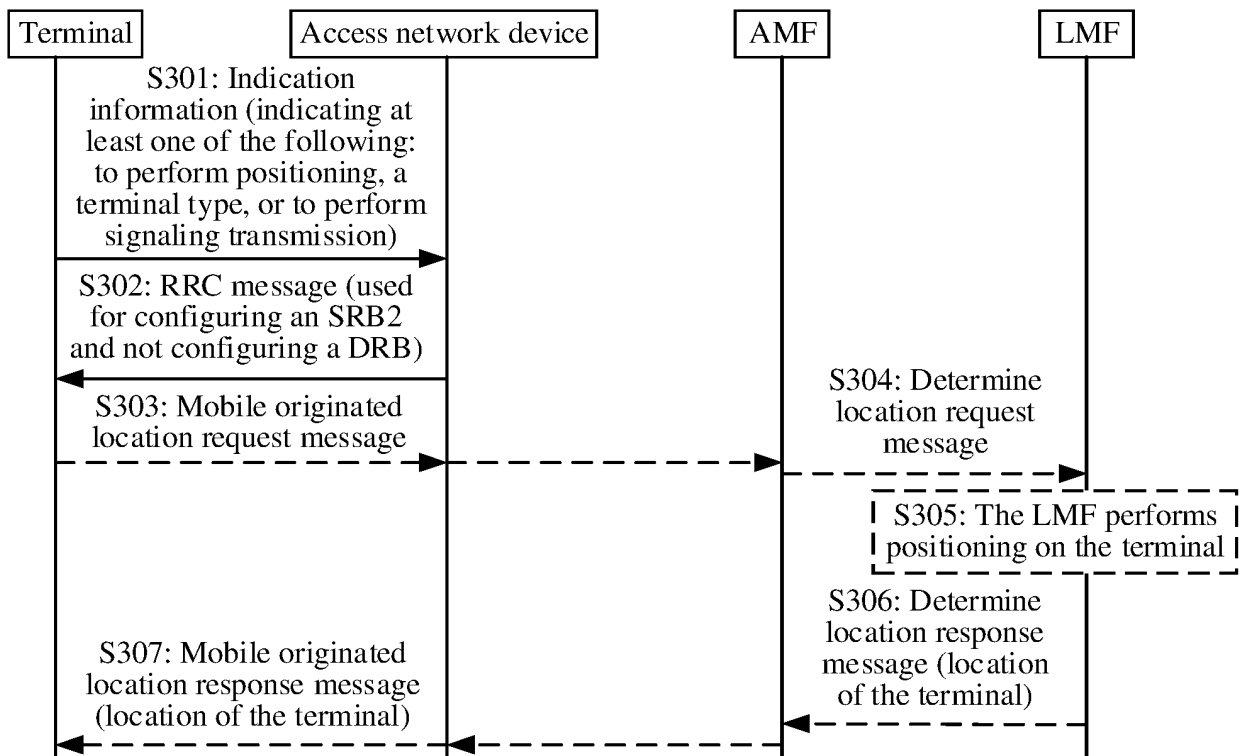 Terminal
Access network device
AMF
LMF
S301: Indication
information (indicating at
least one of the following:
to perform positioning, a
terminal type, or to perform
signaling transmission)
S302: RRC message (used
for configuring an SRB2
and not configuring a DRB)
S303: Mobile originated
location request message
S304: Determine
location request
message
S305: The LMF performs
positioning on the terminal
S306: Determine
location response
message (location
of the terminal)
S307: Mobile originated
location response message
(location of the terminal)